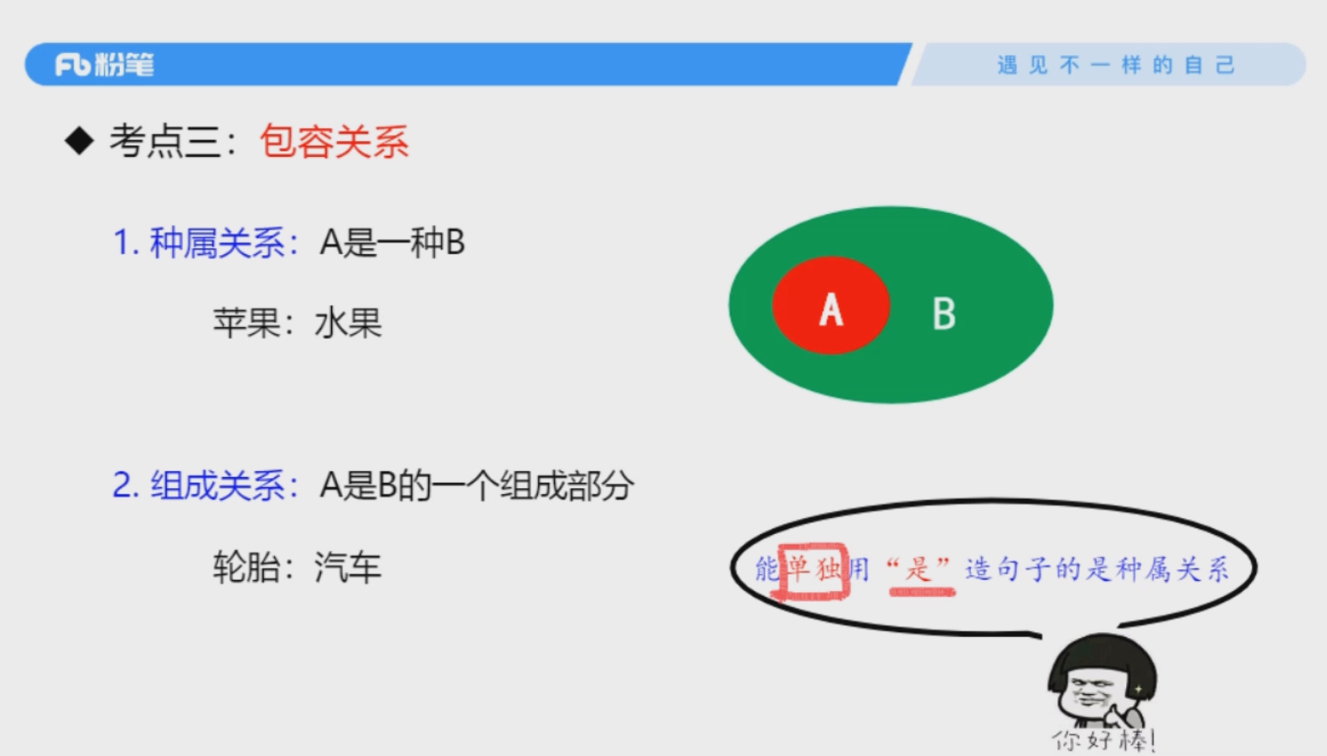 粉笔
遇见不一样的自己
◆ 考点三：包容关系
1. 种属关系：A是一种B
苹果：水果
A B
2. 组成关系：A是B的一个组成部分
轮胎：汽车
能单独用“是”造句子的是种属关系
你好棒!